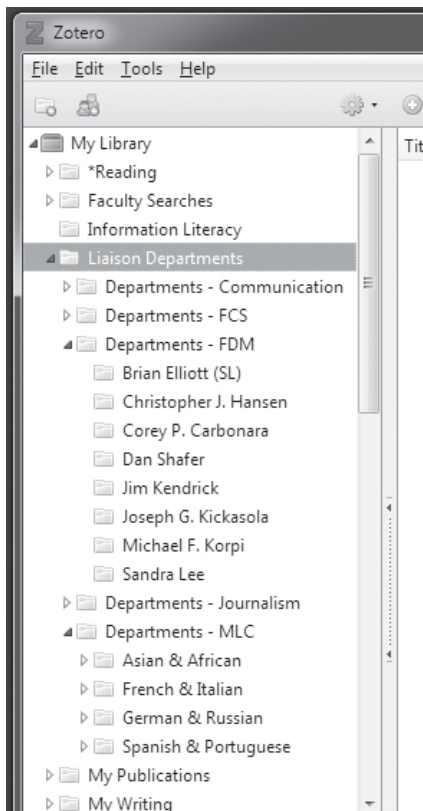 Zotero
File Edit Tools Help
Tit
My Library
*Reading
Faculty Searches
Information Literacy
Liaison Departments
Departments - Communication
Departments - FCS
Departments - FDM
Brian Elliott (SL)
Christopher J. Hansen
Corey P. Carbonara
Dan Shafer
Jim Kendrick
Joseph G. Kickasola
Michael F. Korpi
Sandra Lee
Departments - Journalism
Departments - MLC
Asian & African
French & Italian
German & Russian
Spanish & Portuguese
My Publications
My Writing